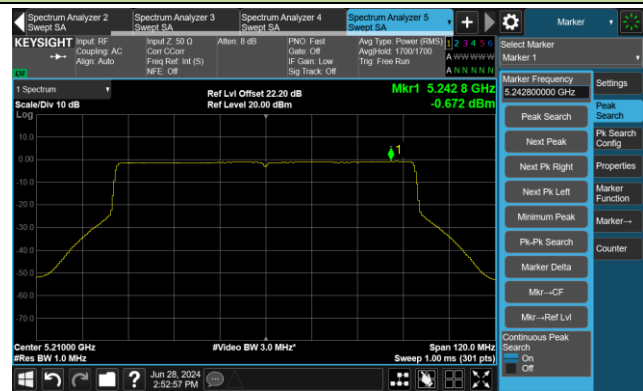 Spectrum Analyzer 2
Swept SA
Spectrum Analyzer 3
Swept SA
Spectrum Analyzer 4
Swept SA
Spectrum Analyzer 5
Swept SA
Marker
KEYSIGHT
Input: RF
Coupling: AC
Align: Auto
Input Z: 50 Ω
Corr CCorr
Freq Ref: Int (S)
NFE: Off
Atten: 8 dB
PNO: Fast
Gate: Off
IF Gain: Low
Sig Track: Off
Avg Type: Power (RMS)
Avg|Hold: 1700/1700
Trig: Free Run
1 2 3 4 5 6
A W W W W W
A N N N N N
LW
Select Marker
Marker 1
1 Spectrum
Scale/Div 10 dB
Log
Ref Lvl Offset 22.20 dB
Ref Level 20.00 dBm
Mkr1 5.242 8 GHz
-0.672 dBm
Marker Frequency
5.242800000 GHz
Peak Search
Next Peak
Next Pk Right
Next Pk Left
Minimum Peak
Pk-Pk Search
Marker Delta
Mkr→CF
Mkr→Ref Lvl
Continuous Peak
Search
On
Off
Settings
Peak
Search
Pk Search
Config
Properties
Marker
Function
Marker→
Counter
10.0
0.00
-10.0
-20.0
-30.0
-40.0
-50.0
-60.0
-70.0
1
Center 5.21000 GHz
#Res BW 1.0 MHz
#Video BW 3.0 MHz*
Span 120.0 MHz
Sweep 1.00 ms (301 pts)
Jun 28, 2024
2:52:57 PM